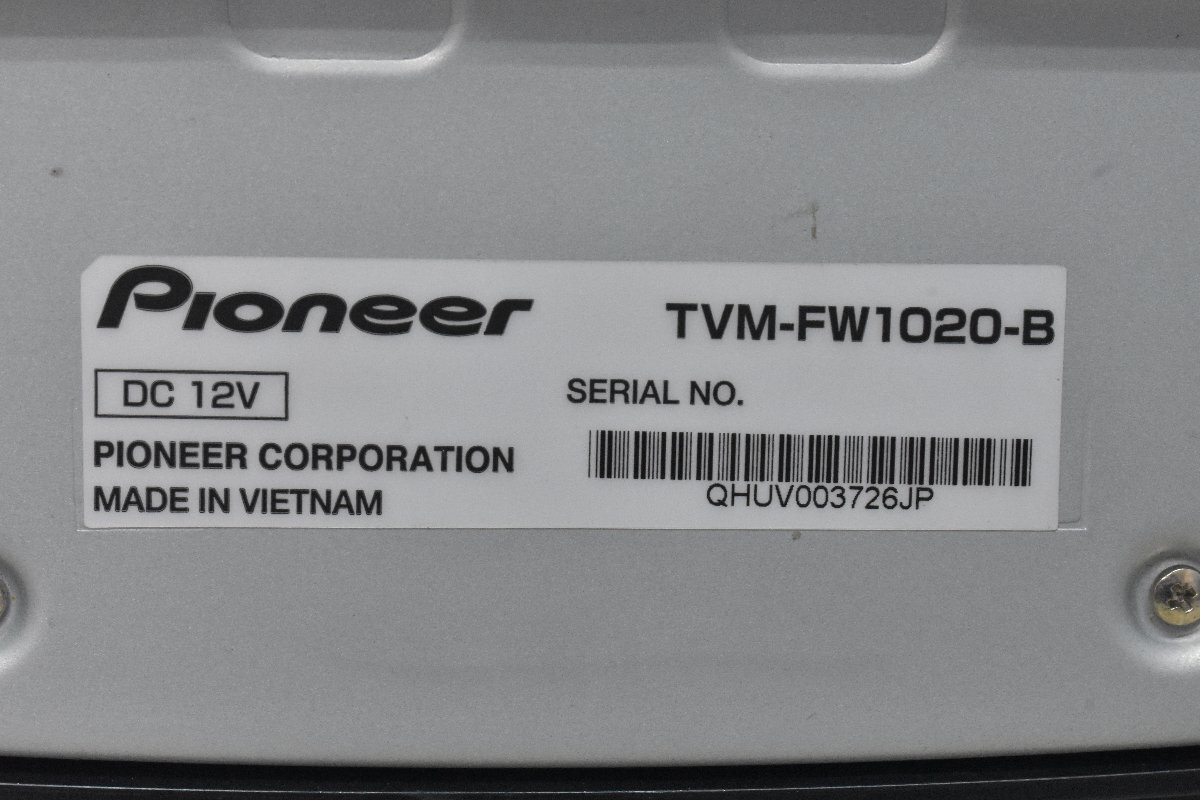 Pioneer
TVM-FW1020-B
DC 12V
SERIAL NO.
PIONEER CORPORATION
MADE IN VIETNAM
QHUV003726JP